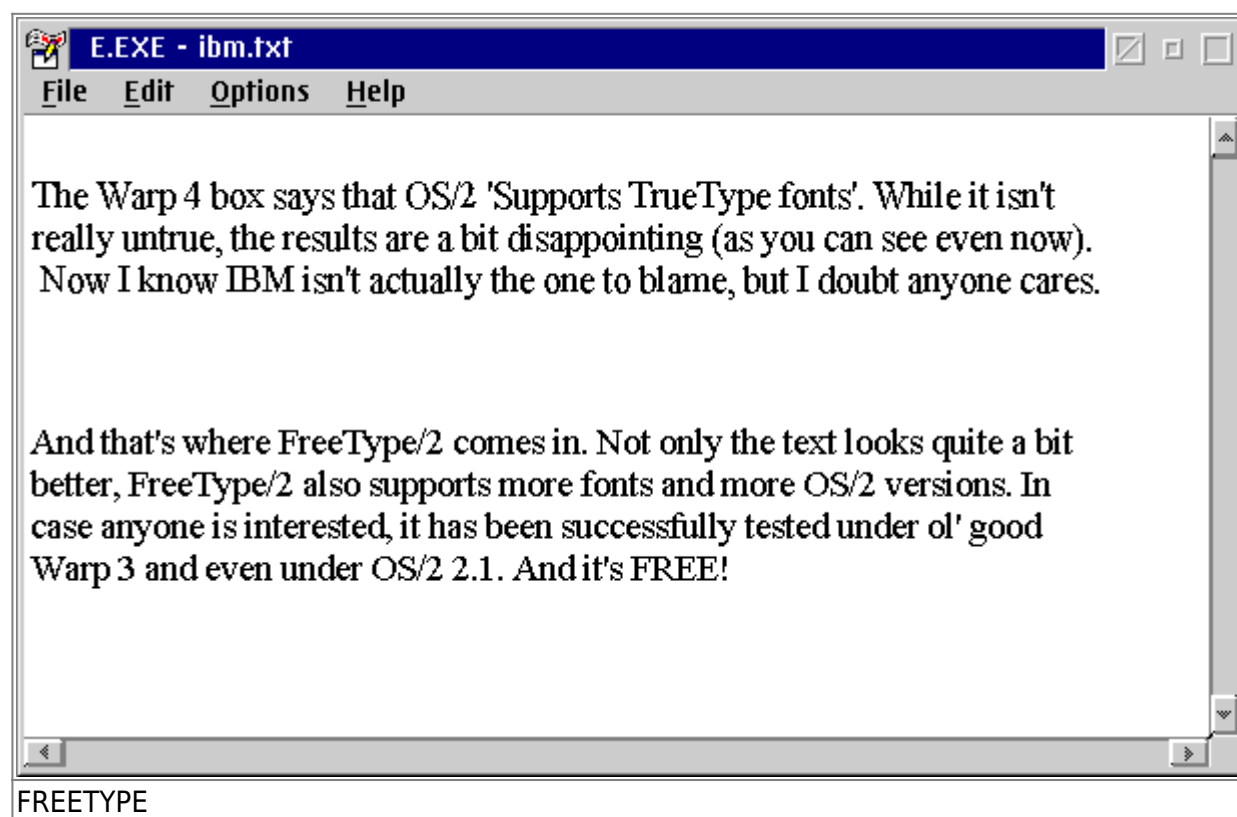 E.EXE - ibm.txt
File Edit Options Help
The Warp 4 box says that OS/2 'Supports TrueType fonts'. While it isn't
really untrue, the results are a bit disappointing (as you can see even now).
Now I know IBM isn't actually the one to blame, but I doubt anyone cares.
And that's where FreeType/2 comes in. Not only the text looks quite a bit
better, FreeType/2 also supports more fonts and more OS/2 versions. In
case anyone is interested, it has been successfully tested under ol' good
Warp 3 and even under OS/2 2.1. And it's FREE!
FREETYPE